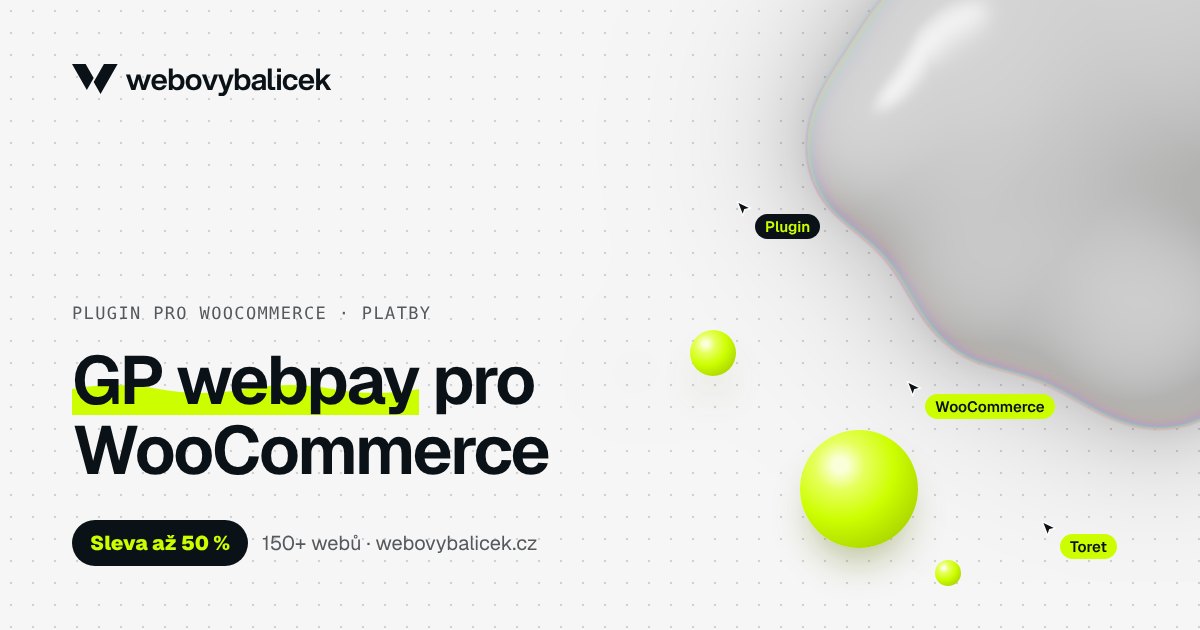 webovybalicek
Plugin
PLUGIN PRO WOOCOMMERCE · PLATBY
GP webpay pro
WooCommerce
WooCommerce
Sleva až 50 %
150+ webů · webovybalicek.cz
Toret